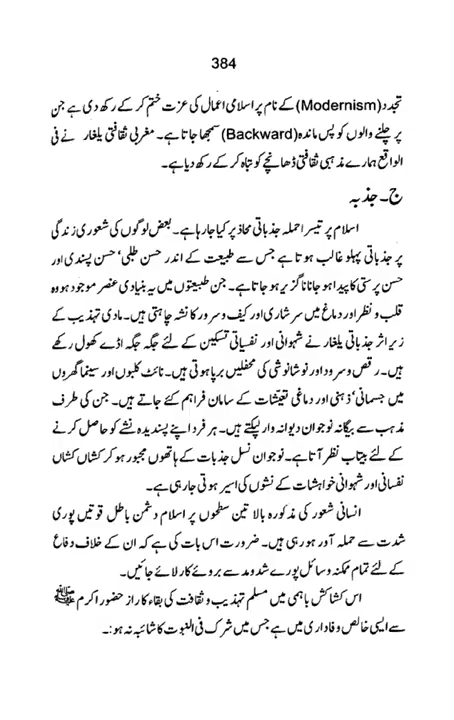 384
تجدد (Modernism) کے نام پر اسلامی اعمال کی عزت ختم کر کے رکھ دی ہے جن
پر چلنے والوں کو پس ماندہ (Backward) سمجھا جاتا ہے۔ مغربی ثقافتی یلغار نے فی
الواقع ہمارے مذہبی ثقافتی ڈھانچے کو تباہ کر کے رکھ دیا ہے۔
ج۔ جذبہ
اسلام پر تیسرا حملہ جذباتی محاذ پر کیا جا رہا ہے۔ بعض لوگوں کی شعوری زندگی
پر جذباتی پہلو غالب ہوتا ہے جس سے طبیعت کے اندر حسن طلبی‘ حسن پسندی اور
حسن پرستی کا پیدا ہو جانا ناگزیر ہو جاتا ہے۔ جن طبیعتوں میں یہ بنیادی عنصر موجود ہو وہ
قلب و نظر اور دماغ میں سرشاری اور کیف و سرور کا نشہ چاہتی ہیں۔ مادی تہذیب کے
زیر اثر جذباتی یلغار نے شہوانی اور نفسیاتی تسکین کے لئے جگہ جگہ اڈے کھول رکھے
ہیں۔ رقص و سرود اور نوشانوشی کی محفلیں برپا ہوتی ہیں۔ نائٹ کلبوں اور سینما گھروں
میں جسمانی‘ ذہنی اور دماغی تعیشات کے سامان فراہم کئے جاتے ہیں۔ جن کی طرف
مذہب سے بیگانہ نوجوان دیوانہ وار لپکتے ہیں۔ ہر فرد اپنے پسندیدہ نشے کو حاصل کرنے
کے لئے بیتاب نظر آتا ہے۔ نوجوان نسل جذبات کے ہاتھوں مجبور ہو کر کشاں کشاں
نفسانی اور شہوانی خواہشات کے نشوں کی اسیر ہوتی جا رہی ہے۔
انسانی شعور کی مذکورہ بالا تین سطحوں پر اسلام دشمن باطل قوتیں پوری
شدت سے حملہ آور ہو رہی ہیں۔ ضرورت اس بات کی ہے کہ ان کے خلاف دفاع
کے لئے تمام ممکنہ وسائل پورے شد و مد سے بروئے کار لائے جائیں۔
اس کشاکش باہمی میں مسلم تہذیب و ثقافت کی بقاء کا راز حضور اکرم ﷺ
سے ایسی خالص وفاداری میں ہے جس میں شرک فی النبوت کا شائبہ نہ ہو:۔